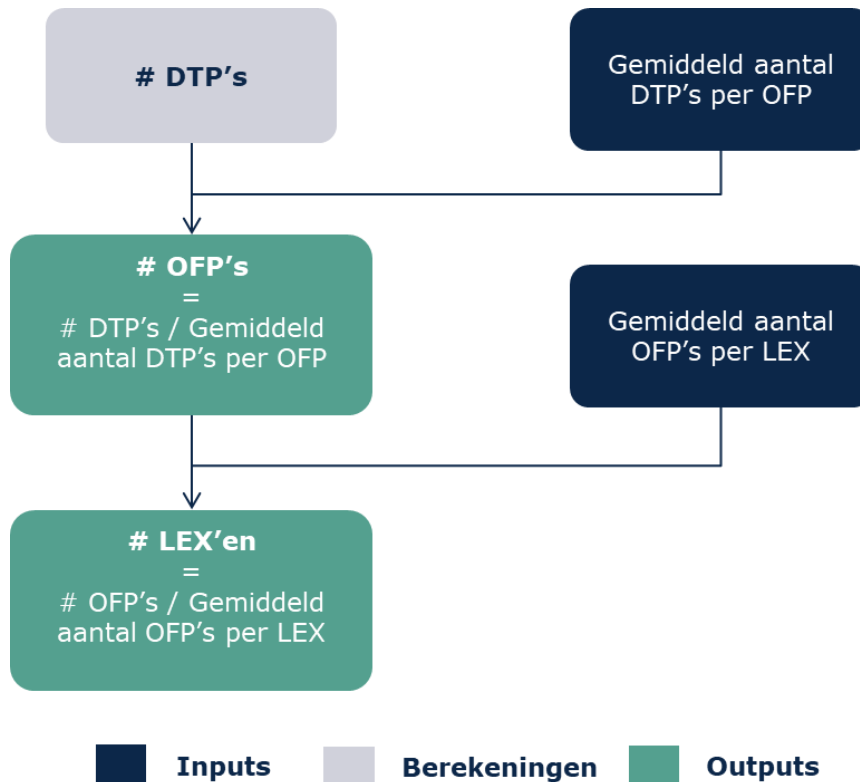 # DTP’s
Gemiddeld aantal
DTP’s per OFP
# OFP’s
=
# DTP’s / Gemiddeld
aantal DTP’s per OFP
Gemiddeld aantal
OFP’s per LEX
# LEX’en
=
# OFP’s / Gemiddeld
aantal OFP’s per LEX
Inputs
Berekeningen
Outputs